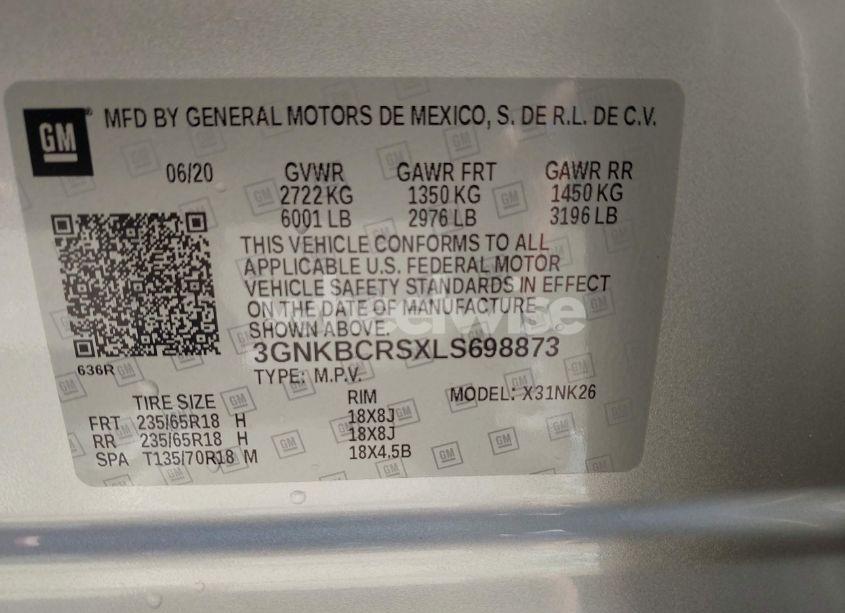 GM ® MFD BY GENERAL MOTORS DE MEXICO, S. DE R.L. DE C.V.
06/20 GVWR GAWR FRT GAWR RR
2722 KG 1350 KG 1450 KG
6001 LB 2976 LB 3196 LB
THIS VEHICLE CONFORMS TO ALL
APPLICABLE U.S. FEDERAL MOTOR
VEHICLE SAFETY STANDARDS IN EFFECT
ON THE DATE OF MANUFACTURE
SHOWN ABOVE.
3GNKBCRSXLS698873
636R
TYPE: M.P.V. MODEL: X31NK26
TIRE SIZE RIM
FRT 235/65R18 H 18X8J
RR 235/65R18 H 18X8J
SPA T135/70R18 M 18X4.5B